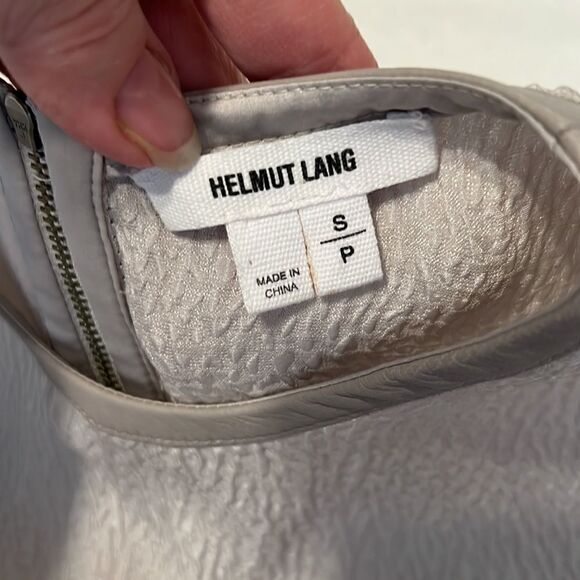 HELMUT LANG
S
P
MADE IN
CHINA